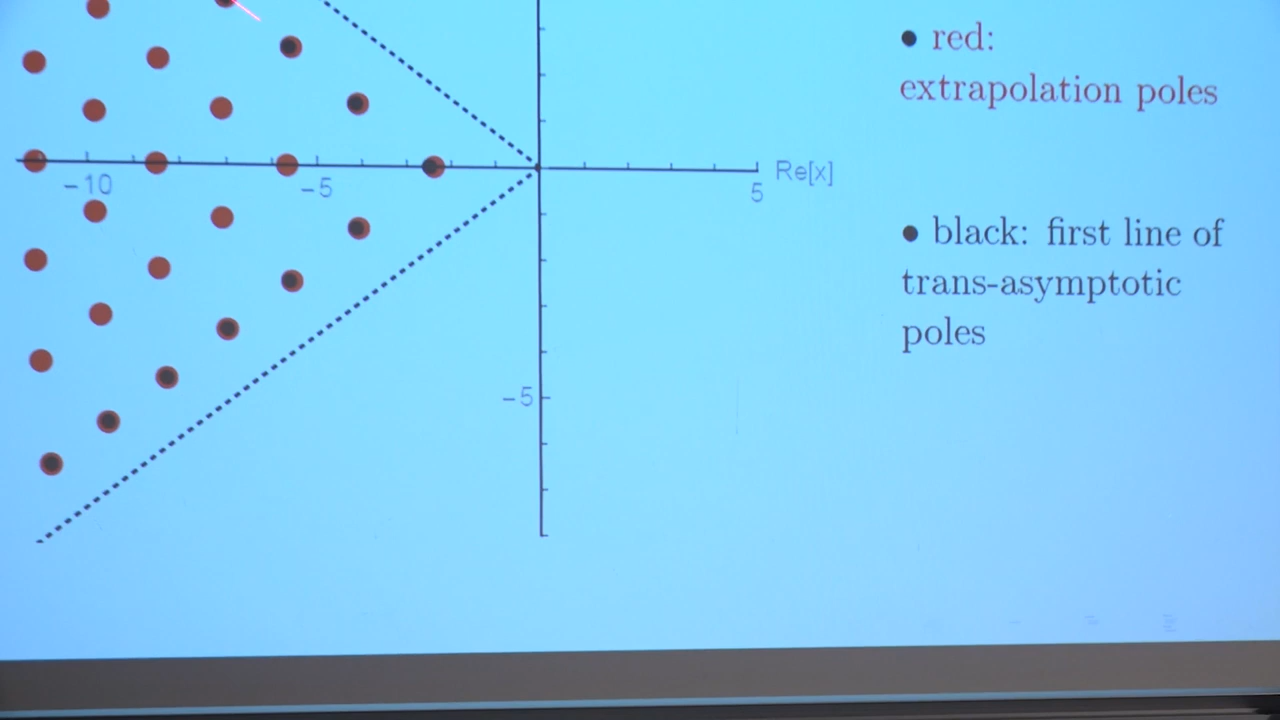 ● red:
extrapolation poles
-10
-5
Re[x]
5
● black: first line of
trans-asymptotic
poles
-5